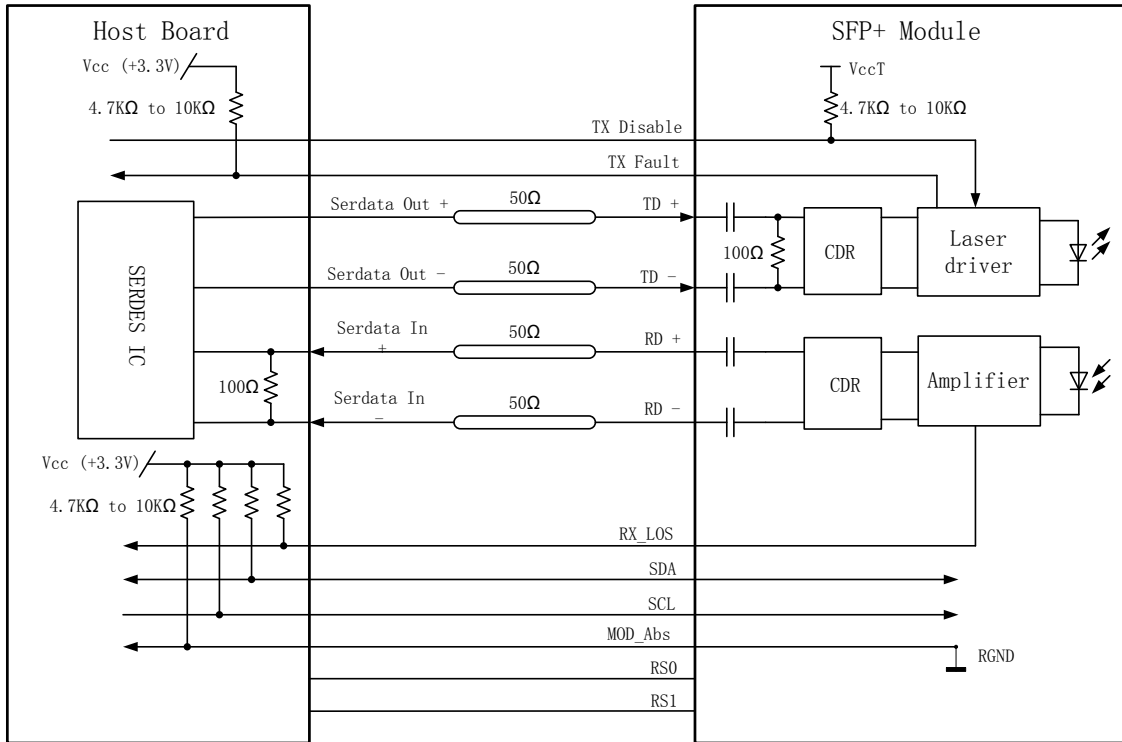 Host Board
SFP+ Module
Vcc (+3.3V)
VccT
4.7KΩ to 10KΩ
4.7KΩ to 10KΩ
TX Disable
TX Fault
Serdata Out +
50Ω
TD +
100Ω
CDR
Laser
driver
SERDES IC
Serdata Out -
50Ω
TD -
Serdata In
+
50Ω
RD +
100Ω
CDR
Amplifier
Serdata In
-
50Ω
RD -
Vcc (+3.3V)
4.7KΩ to 10KΩ
RX_LOS
SDA
SCL
MOD_Abs
RGND
RS0
RS1